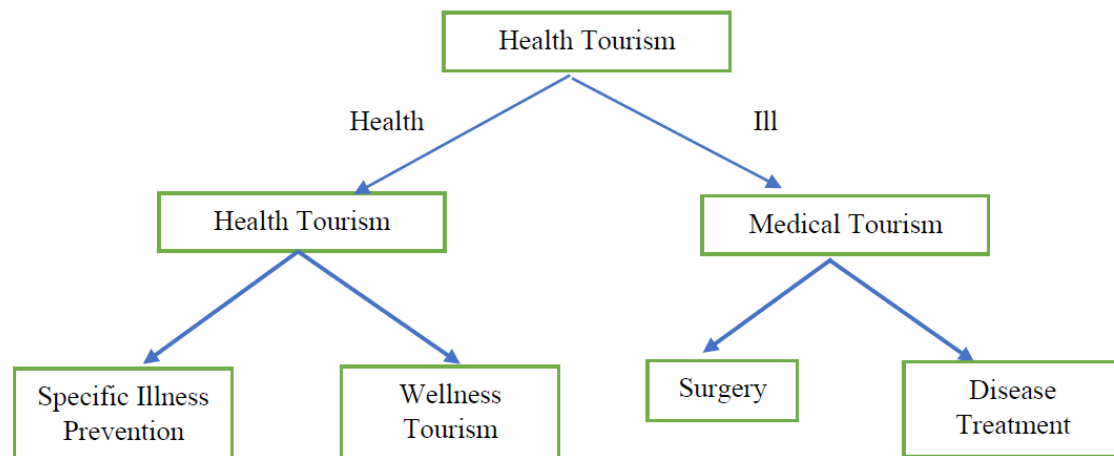 Health Tourism
Health
Ill
Health Tourism
Medical Tourism
Specific Illness
Prevention
Wellness
Tourism
Surgery
Disease
Treatment